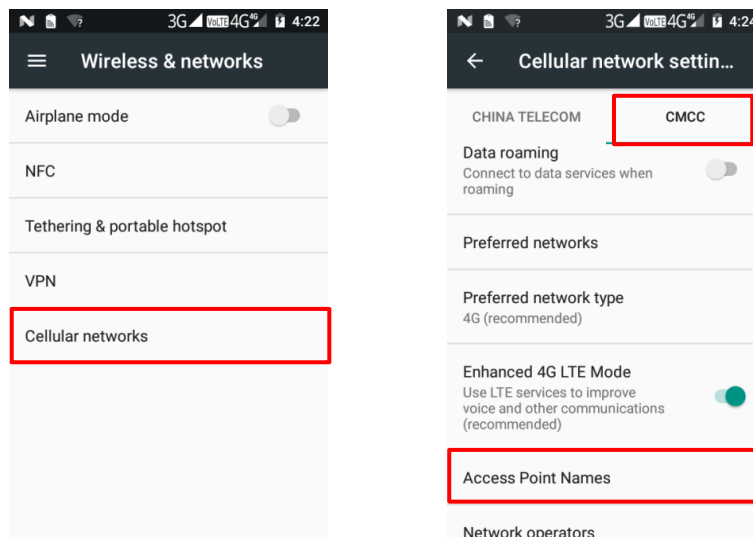 3G VoLTE 4G 4G 4:22
Wireless & networks
Airplane mode
NFC
Tethering & portable hotspot
VPN
Cellular networks
? 3G VoLTE 4G 4G 4:24
Cellular network settin...
CHINA TELECOM CMCC
Data roaming
Connect to data services when
roaming
Preferred networks
Preferred network type
4G (recommended)
Enhanced 4G LTE Mode
Use LTE services to improve
voice and other communications
(recommended)
Access Point Names
Network operators